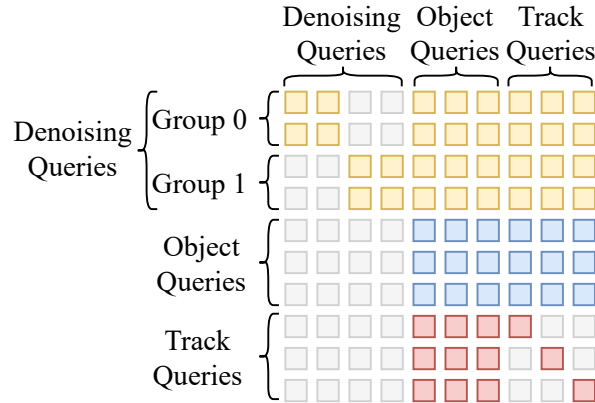 Denoising Queries
Object Queries
Track Queries
Denoising Queries
Group 0
Group 1
Object Queries
Track Queries